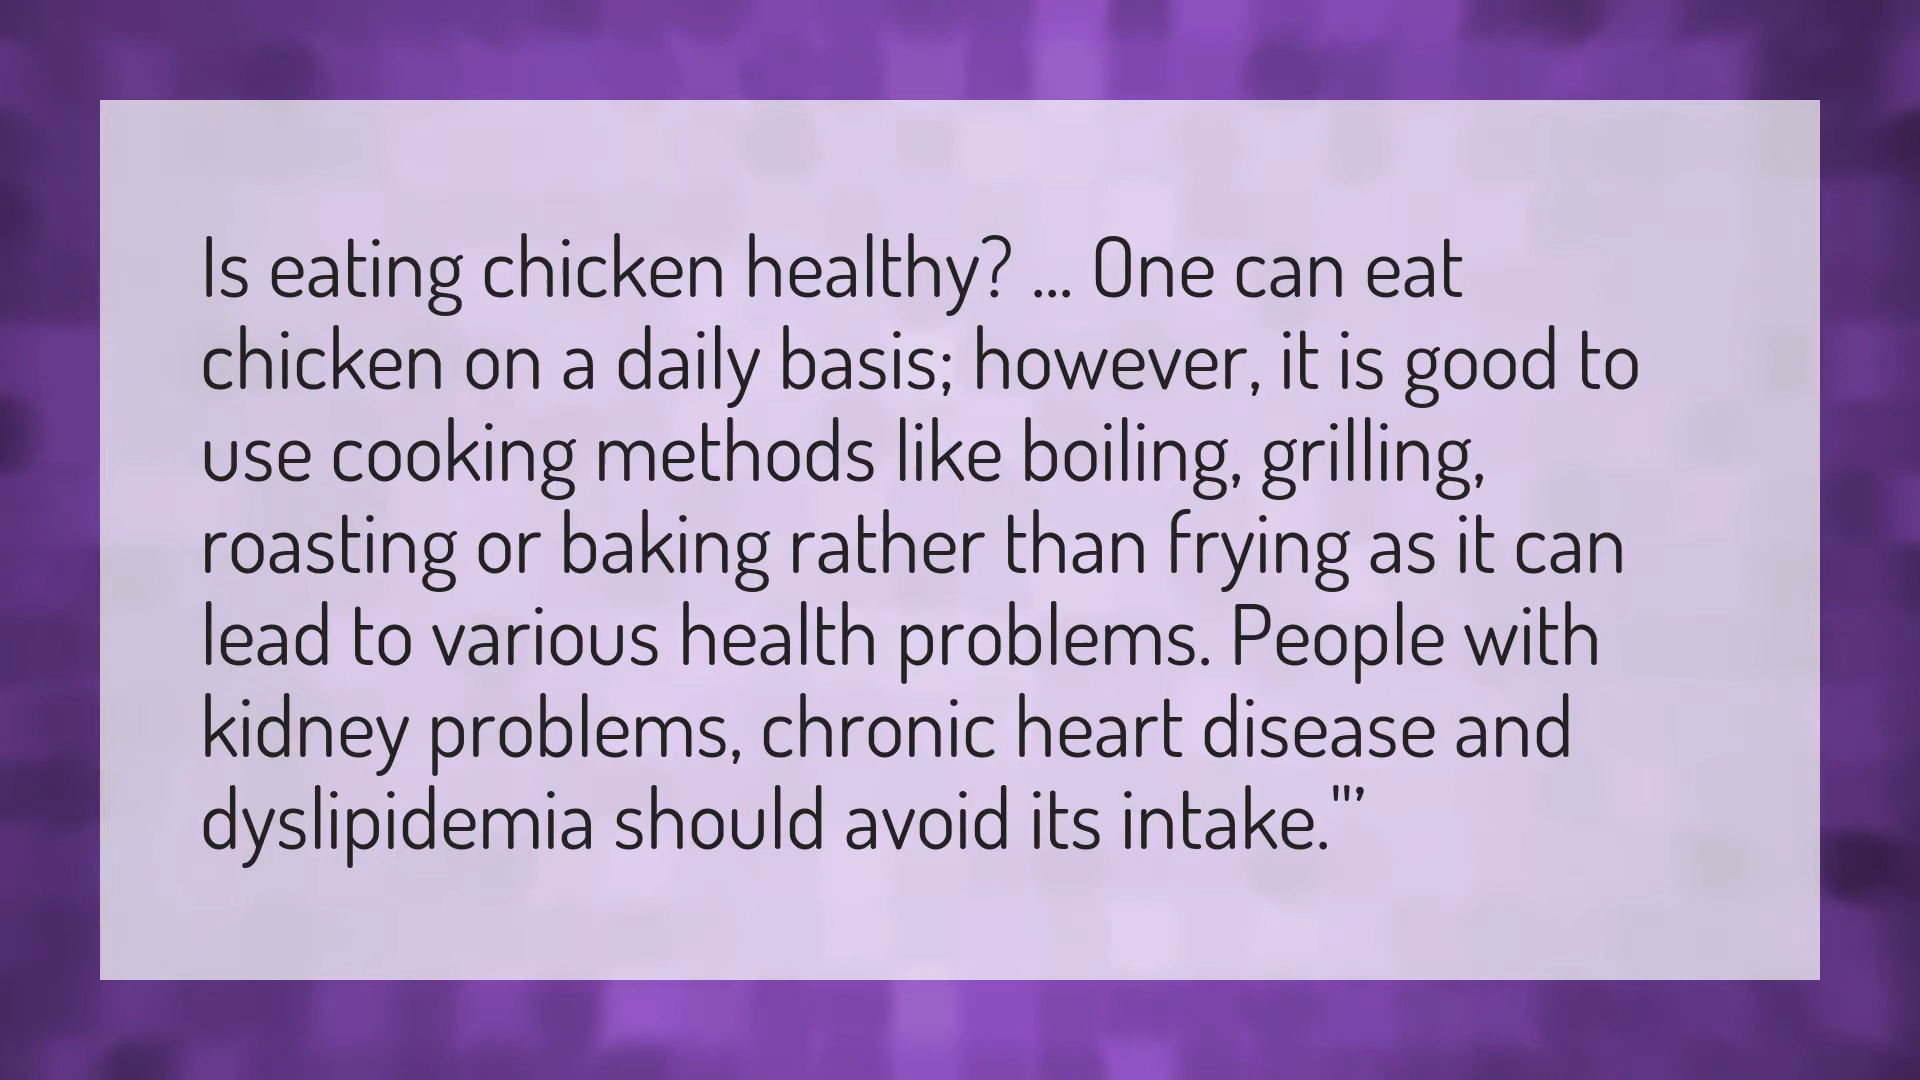 Is eating chicken healthy? ... One can eat
chicken on a daily basis; however, it is good to
use cooking methods like boiling, grilling,
roasting or baking rather than frying as it can
lead to various health problems. People with
kidney problems, chronic heart disease and
dyslipidemia should avoid its intake."’